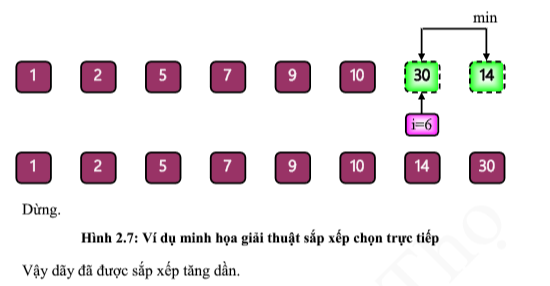 min
1 2 5 7 9 10 30 14
i=6
1 2 5 7 9 10 14 30
Dừng.
Hình 2.7: Ví dụ minh họa giải thuật sắp xếp chọn trực tiếp
Vậy dãy đã được sắp xếp tăng dần.
Thọ